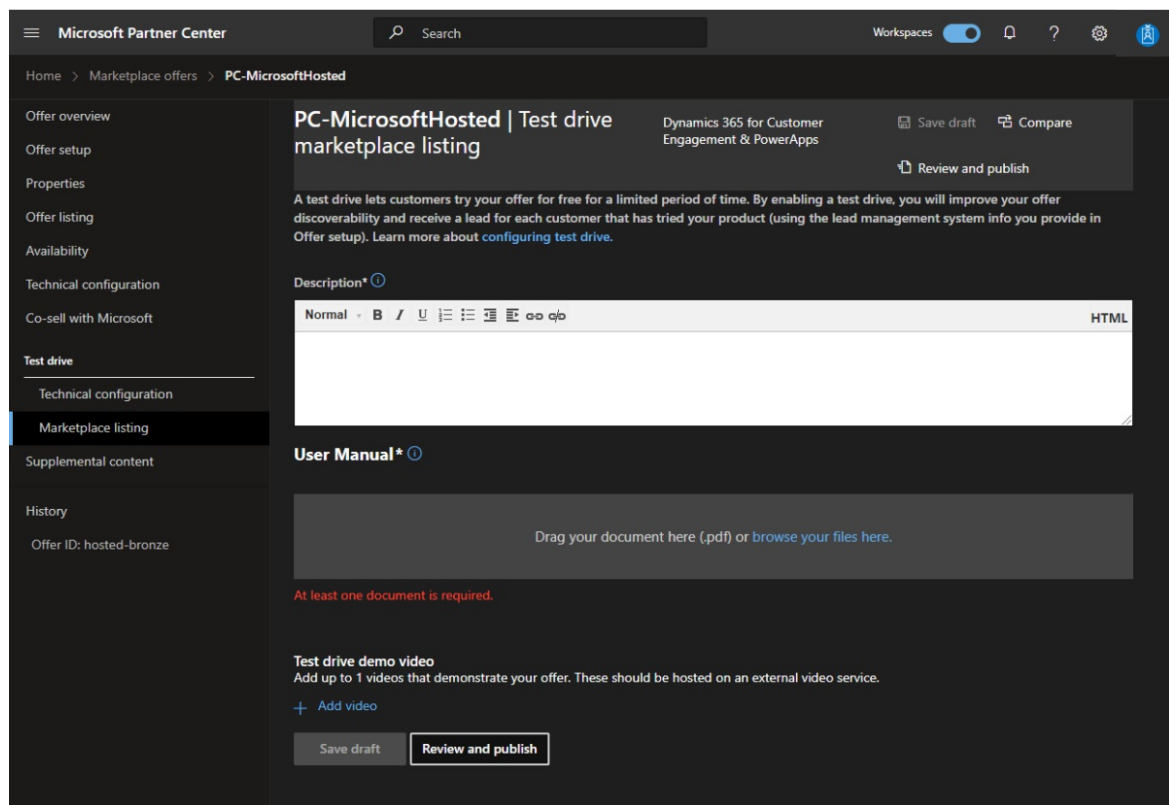 Microsoft Partner Center
Search
Workspaces
Home > Marketplace offers > PC-MicrosoftHosted
Offer overview
Offer setup
Properties
Offer listing
Availability
Technical configuration
Co-sell with Microsoft
Test drive
Technical configuration
Marketplace listing
Supplemental content
History
Offer ID: hosted-bronze
PC-MicrosoftHosted | Test drive
marketplace listing
Dynamics 365 for Customer
Engagement & PowerApps
Save draft
Compare
Review and publish
A test drive lets customers try your offer for free for a limited period of time. By enabling a test drive, you will improve your offer
discoverability and receive a lead for each customer that has tried your product (using the lead management system info you provide in
Offer setup). Learn more about configuring test drive.
Description*
Normal B I U HTML
User Manual*
Drag your document here (.pdf) or browse your files here.
At least one document is required.
Test drive demo video
Add up to 1 videos that demonstrate your offer. These should be hosted on an external video service.
+ Add video
Save draft Review and publish